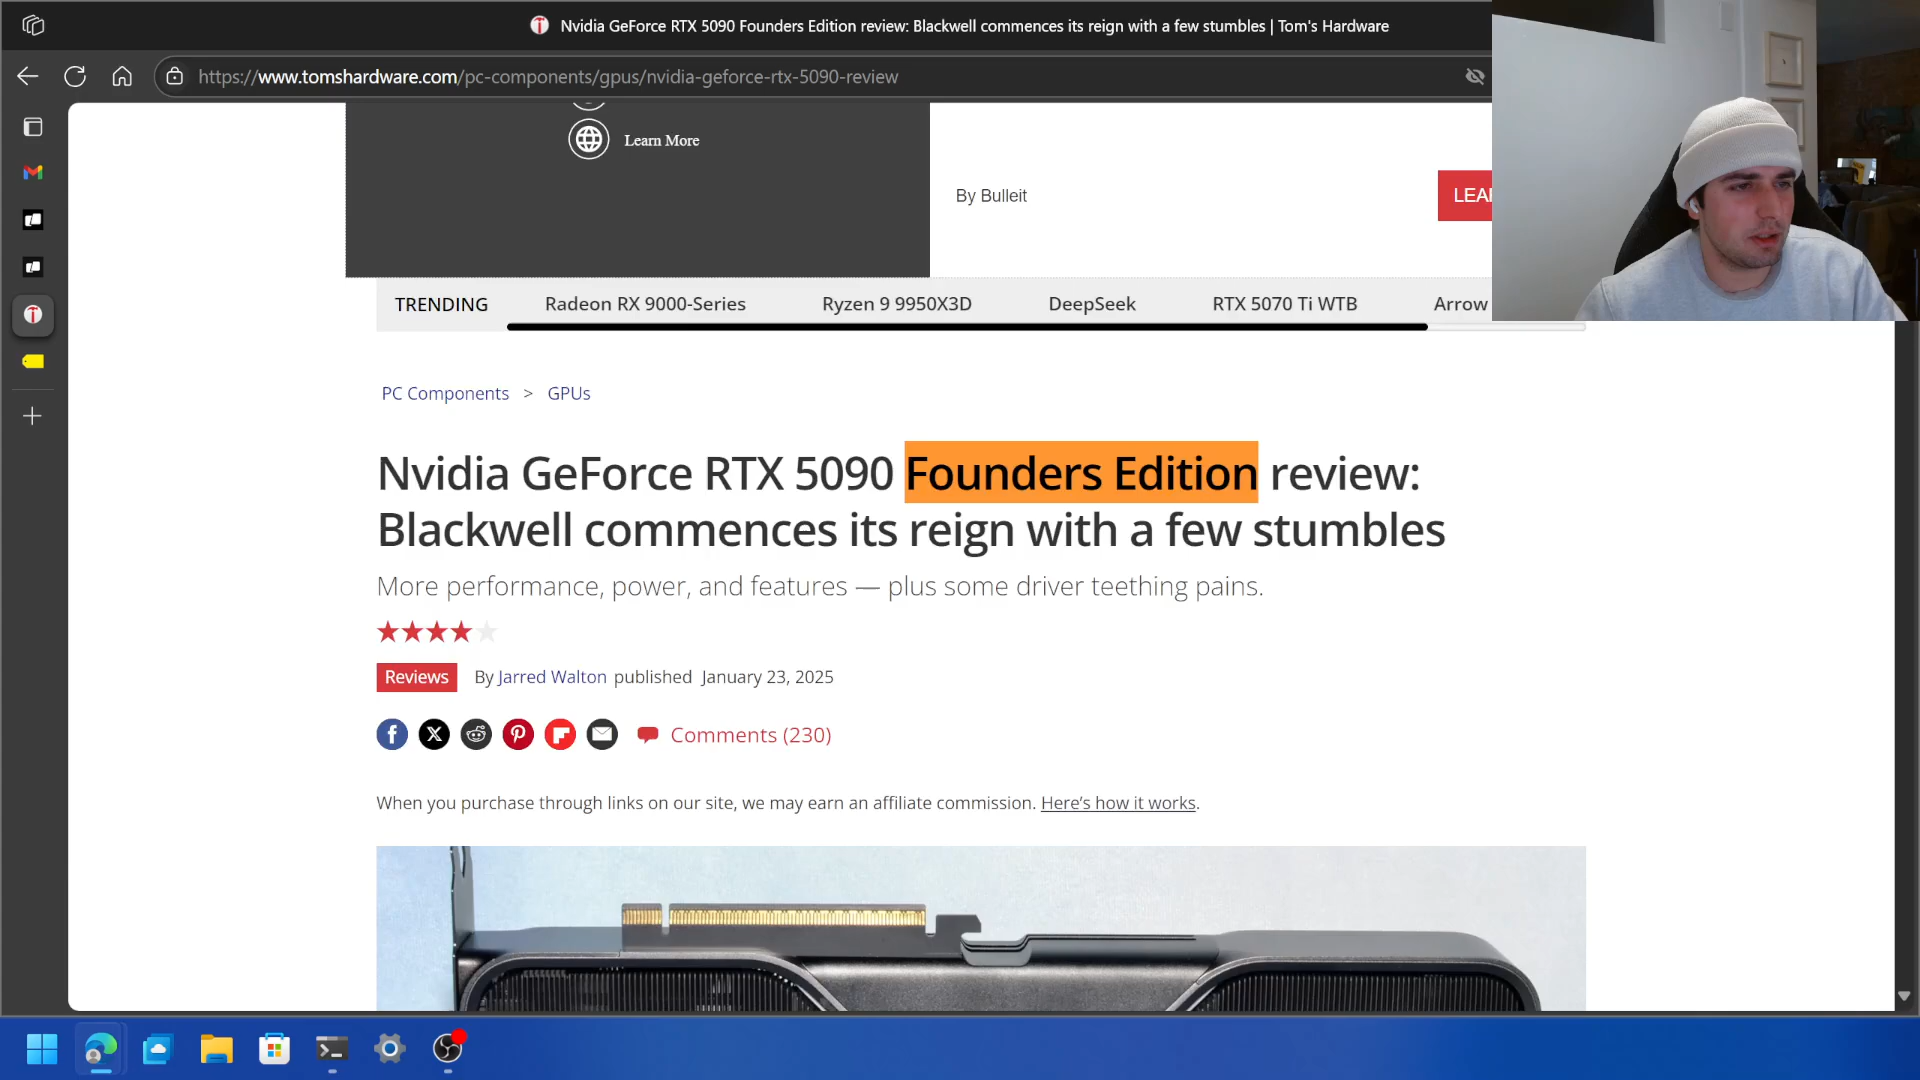 Nvidia GeForce RTX 5090 Founders Edition review: Blackwell commences its reign with a few stumbles | Tom's Hardware
https://www.tomshardware.com/pc-components/gpus/nvidia-geforce-rtx-5090-review
Learn More
By Bulleit
LEA
TRENDING Radeon RX 9000-Series Ryzen 9 9950X3D DeepSeek RTX 5070 Ti WTB Arrow
PC Components > GPUs
Nvidia GeForce RTX 5090 Founders Edition review:
Blackwell commences its reign with a few stumbles
More performance, power, and features — plus some driver teething pains.
Reviews By Jarred Walton published January 23, 2025
Comments (230)
When you purchase through links on our site, we may earn an affiliate commission. Here's how it works.